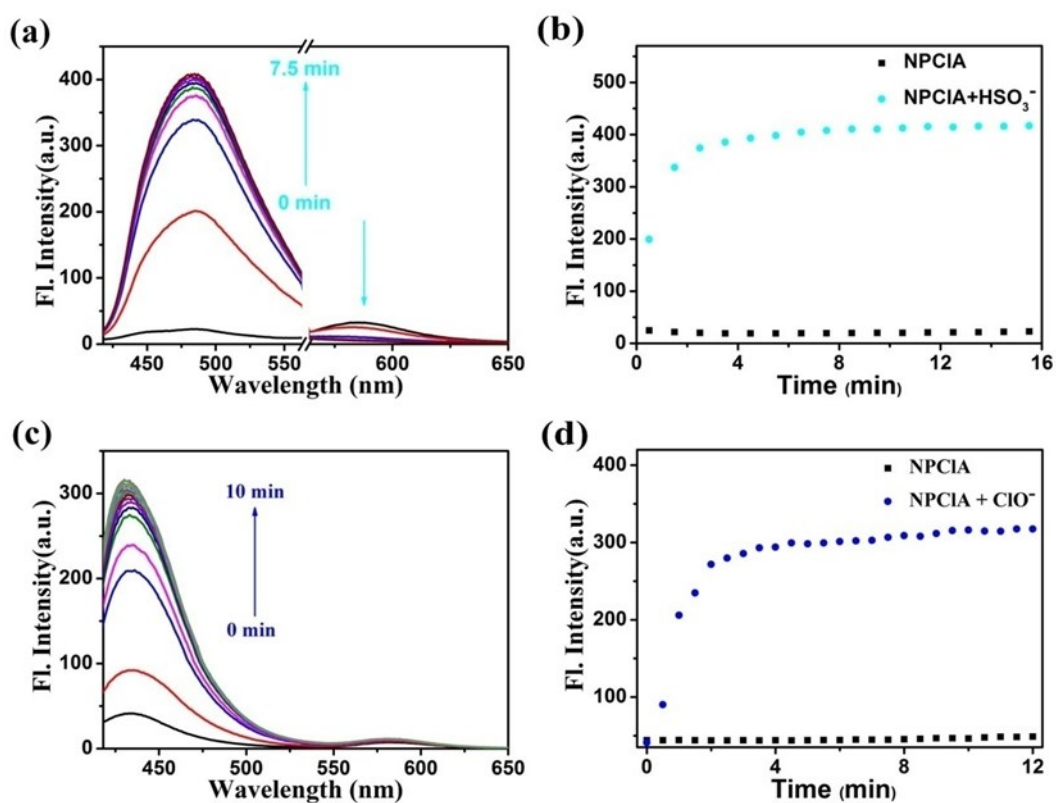 (a)
Fl. Intensity(a.u.)
400
300
200
100
0
7.5 min
0 min
450
500
550
600
650
Wavelength (nm)
(b)
Fl. Intensity(a.u.)
500
400
300
200
100
0
NPClA
NPClA+HSO₃⁻
0
4
8
12
16
Time (min)
(c)
Fl. Intensity(a.u.)
300
200
100
0
10 min
0 min
450
500
550
600
650
Wavelength (nm)
(d)
Fl. Intensity(a.u.)
400
300
200
100
NPClA
NPClA + ClO⁻
0
4
8
12
Time (min)